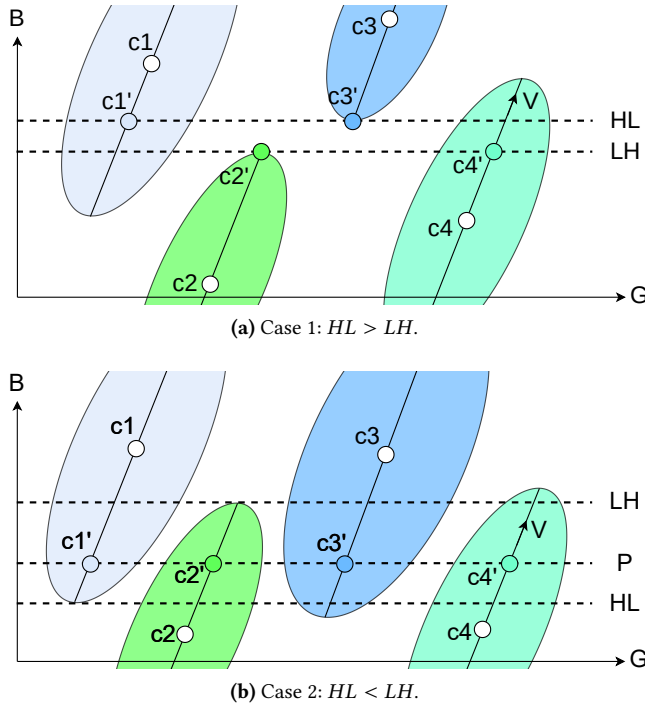 B
c1
c3
c1'
c3'
V
HL
LH
c2'
c4'
c4
c2
G
(a) Case 1: HL > LH.
B
c1
c3
LH
c1'
c2'
c3'
c4'
V
P
HL
c2
c4
G
(b) Case 2: HL < LH.